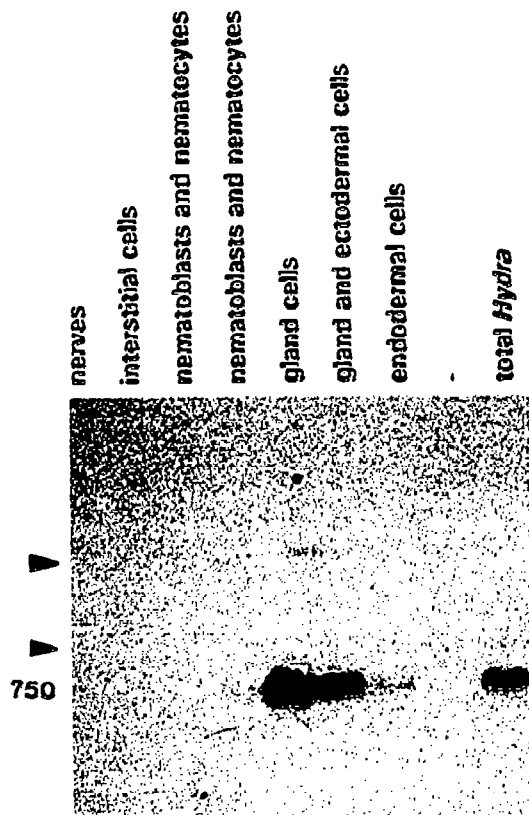 nerves
interstitial cells
nematoblasts and nematocytes
nematoblasts and nematocytes
gland cells
gland and ectodermal cells
endodermal cells
-
total Hydra
750